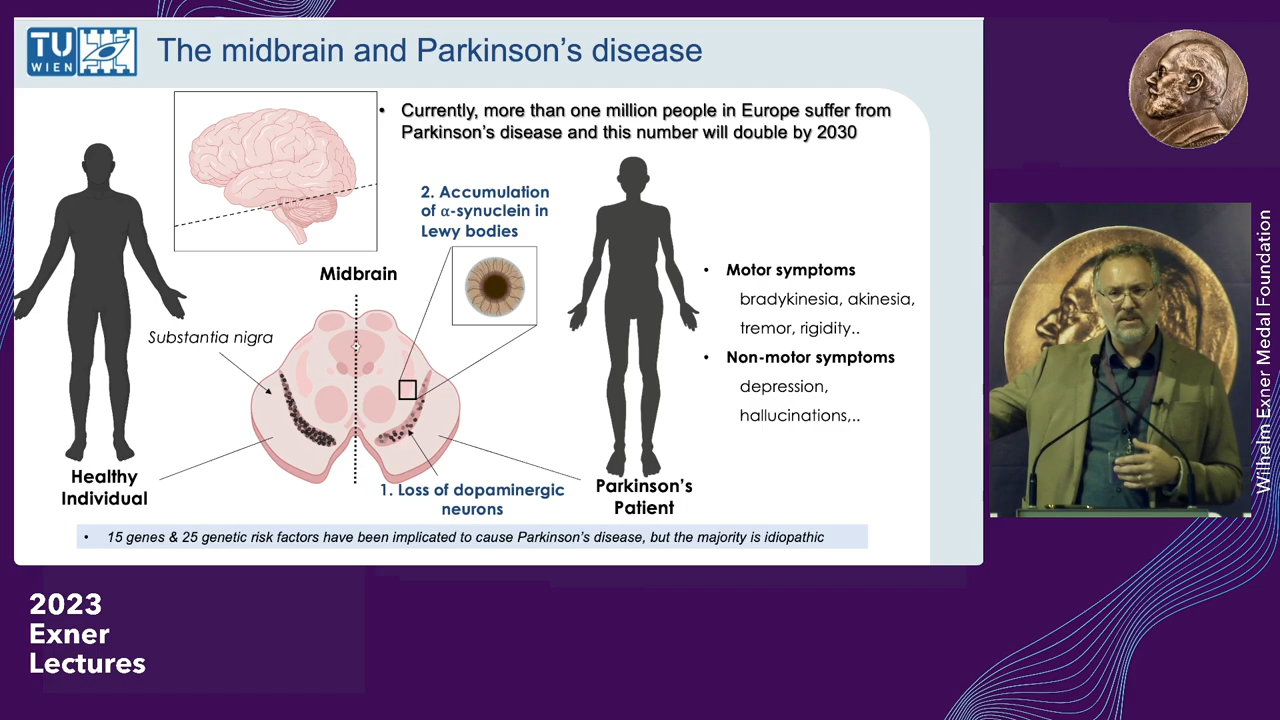 TU
WIEN
The midbrain and Parkinson's disease
• Currently, more than one million people in Europe suffer from
Parkinson's disease and this number will double by 2030
2. Accumulation
of α-synuclein in
Lewy bodies
Midbrain
Substantia nigra
• Motor symptoms
bradykinesia, akinesia,
tremor, rigidity..
• Non-motor symptoms
depression,
hallucinations,..
Healthy
Individual
1. Loss of dopaminergic
neurons
Parkinson's
Patient
• 15 genes & 25 genetic risk factors have been implicated to cause Parkinson's disease, but the majority is idiopathic
Wilhelm Exner Medal Foundation
2023
Exner
Lectures